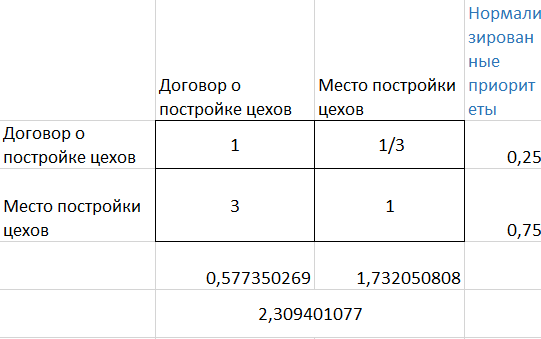 Нормали
зирован
ные
приорит
еты
Договор о
постройке цехов
Место постройки
цехов
Договор о
постройке цехов
1
1/3
0,25
Место постройки
цехов
3
1
0,75
0,577350269
1,732050808
2,309401077